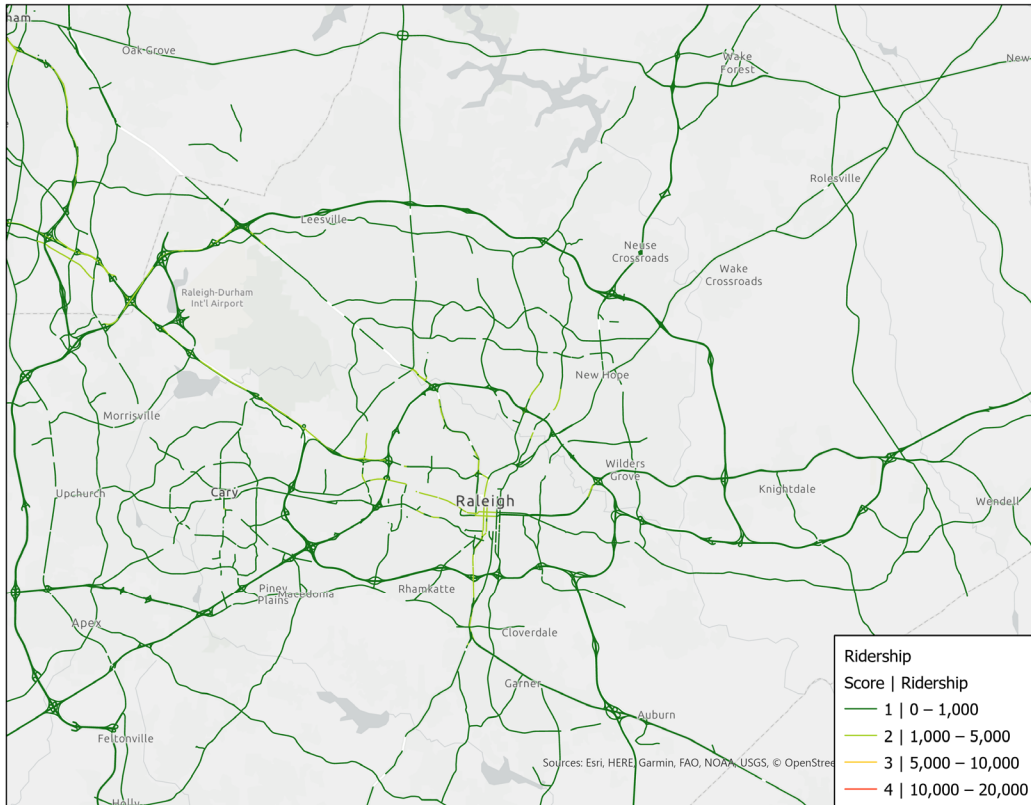 ham
Oak Grove
Wake
Forest
New
Rolesville
Leesville
Neuse
Crossroads
Wake
Crossroads
Raleigh-Durham
Int'l Airport
New Hope
Morrisville
Wilders
Grove
Upchurch
Cary
Knightdale
Raleigh
Wendell
Piney
Plains
Macedonia
Rhamkatte
Apex
Cloverdale
Garner
Auburn
Feltonville
Holly
Sources: Esri, HERE, Garmin, FAO, NOAA, USGS, © OpenStree
Ridership
Score | Ridership
1 | 0 – 1,000
2 | 1,000 – 5,000
3 | 5,000 – 10,000
4 | 10,000 – 20,000